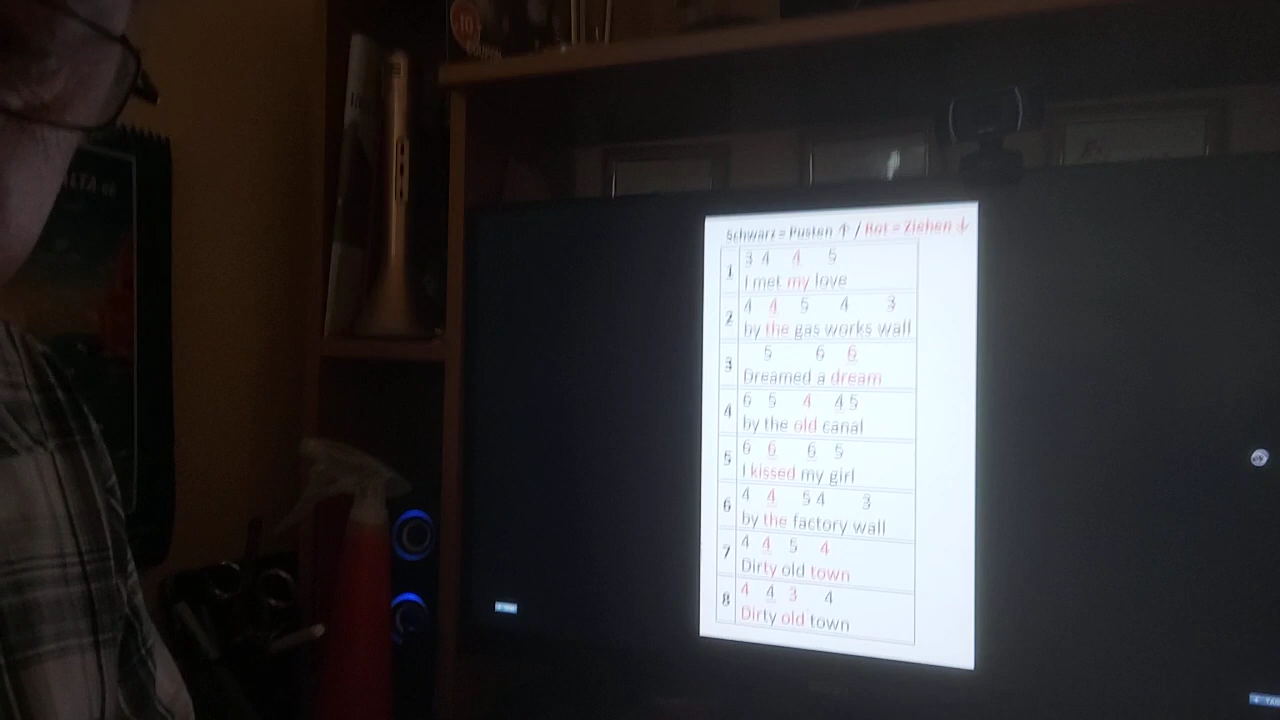 10
Schwarz = Pusten ↑ / Rot = Ziehen ↓
1
3 4 4 5
I met my love
2
4 4 5 4 3
by the gas works wall
3
5 6 6
Dreamed a dream
4
6 5 4 4 5
by the old canal
5
6 6 6 5
I kissed my girl
6
4 4 5 4 3
by the factory wall
7
4 4 5 4
Dirty old town
8
4 4 3 4
Dirty old town